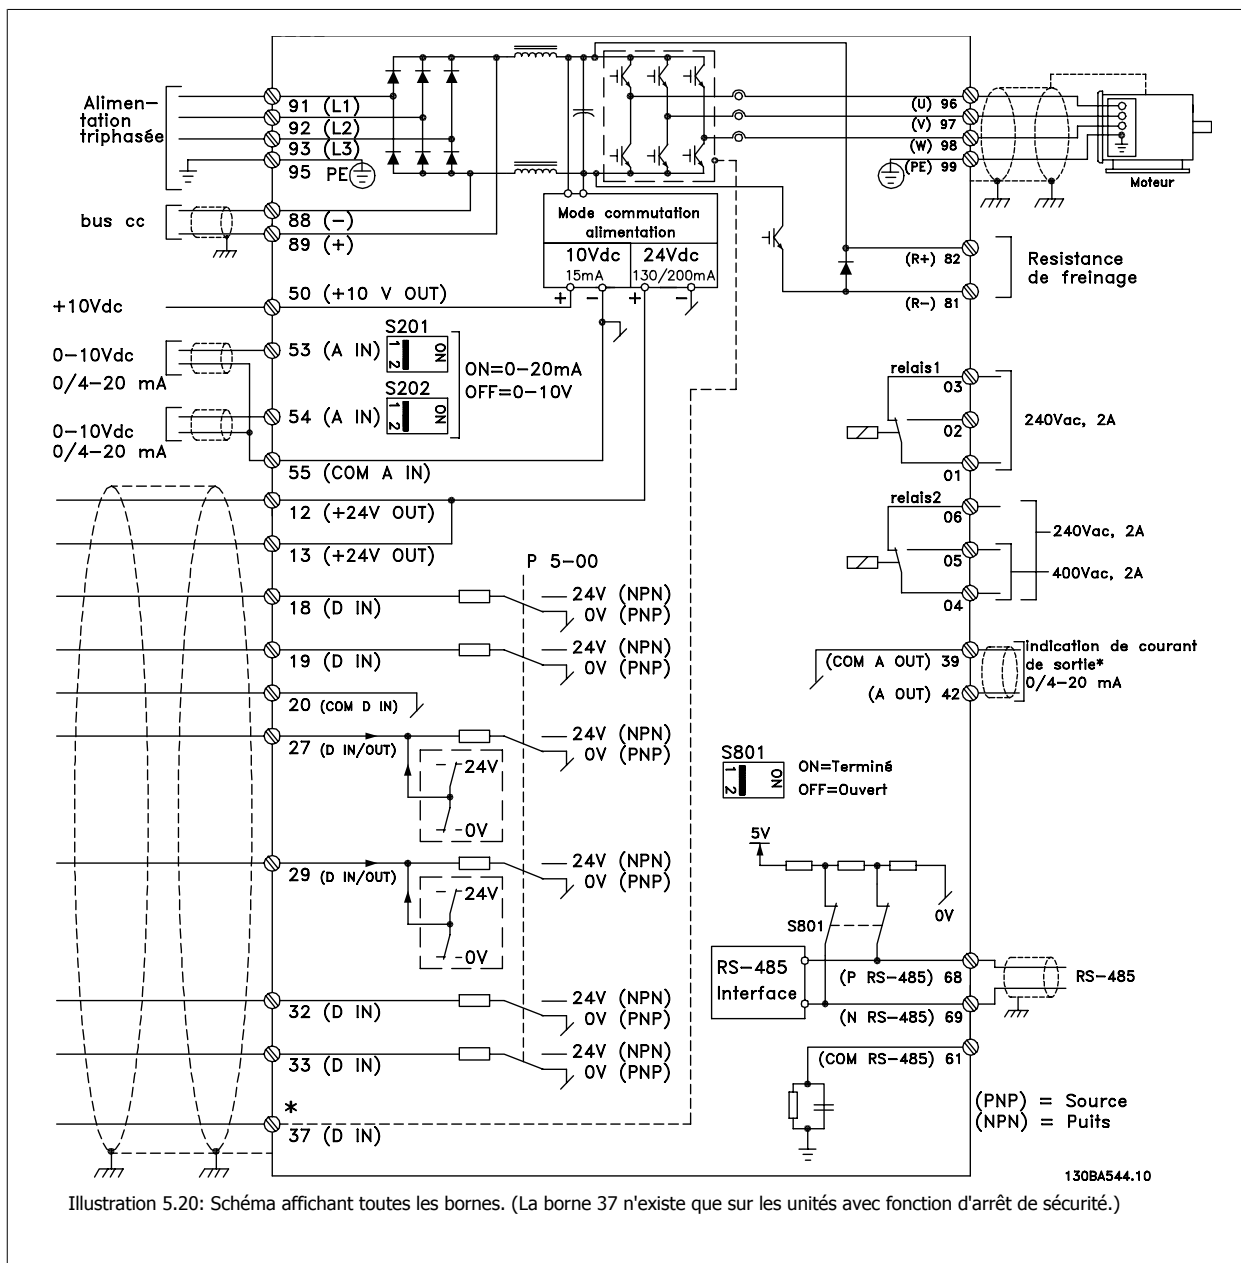 Alimen-
tation
triphasée
91 (L1)
92 (L2)
93 (L3)
95 PE
bus cc
88 (-)
89 (+)
+10Vdc
50 (+10 V OUT)
0-10Vdc
0/4-20 mA
53 (A IN)
S201
1 2
ON
S202
1 2
ON
ON=0-20mA
OFF=0-10V
0-10Vdc
0/4-20 mA
54 (A IN)
55 (COM A IN)
12 (+24V OUT)
13 (+24V OUT)
P 5-00
18 (D IN)
24V (NPN)
0V (PNP)
19 (D IN)
24V (NPN)
0V (PNP)
20 (COM D IN)
27 (D IN/OUT)
24V (NPN)
0V (PNP)
24V
0V
29 (D IN/OUT)
24V (NPN)
0V (PNP)
24V
0V
32 (D IN)
24V (NPN)
0V (PNP)
33 (D IN)
24V (NPN)
0V (PNP)
*
37 (D IN)
Mode commutation
alimentation
10Vdc
15mA
24Vdc
130/200mA
+ - + -
(U) 96
(V) 97
(W) 98
(PE) 99
Moteur
(R+) 82
(R-) 81
Resistance
de freinage
relais1
03
02
01
240Vac, 2A
relais2
06
05
04
240Vac, 2A
400Vac, 2A
(COM A OUT) 39
(A OUT) 42
indication de courant
de sortie*
0/4-20 mA
S801
1 2
ON
ON=Terminé
OFF=Ouvert
5V
S801
0V
RS-485
Interface
(P RS-485) 68
(N RS-485) 69
(COM RS-485) 61
RS-485
(PNP) = Source
(NPN) = Puits
130BA544.10
Illustration 5.20: Schéma affichant toutes les bornes. (La borne 37 n'existe que sur les unités avec fonction d'arrêt de sécurité.)